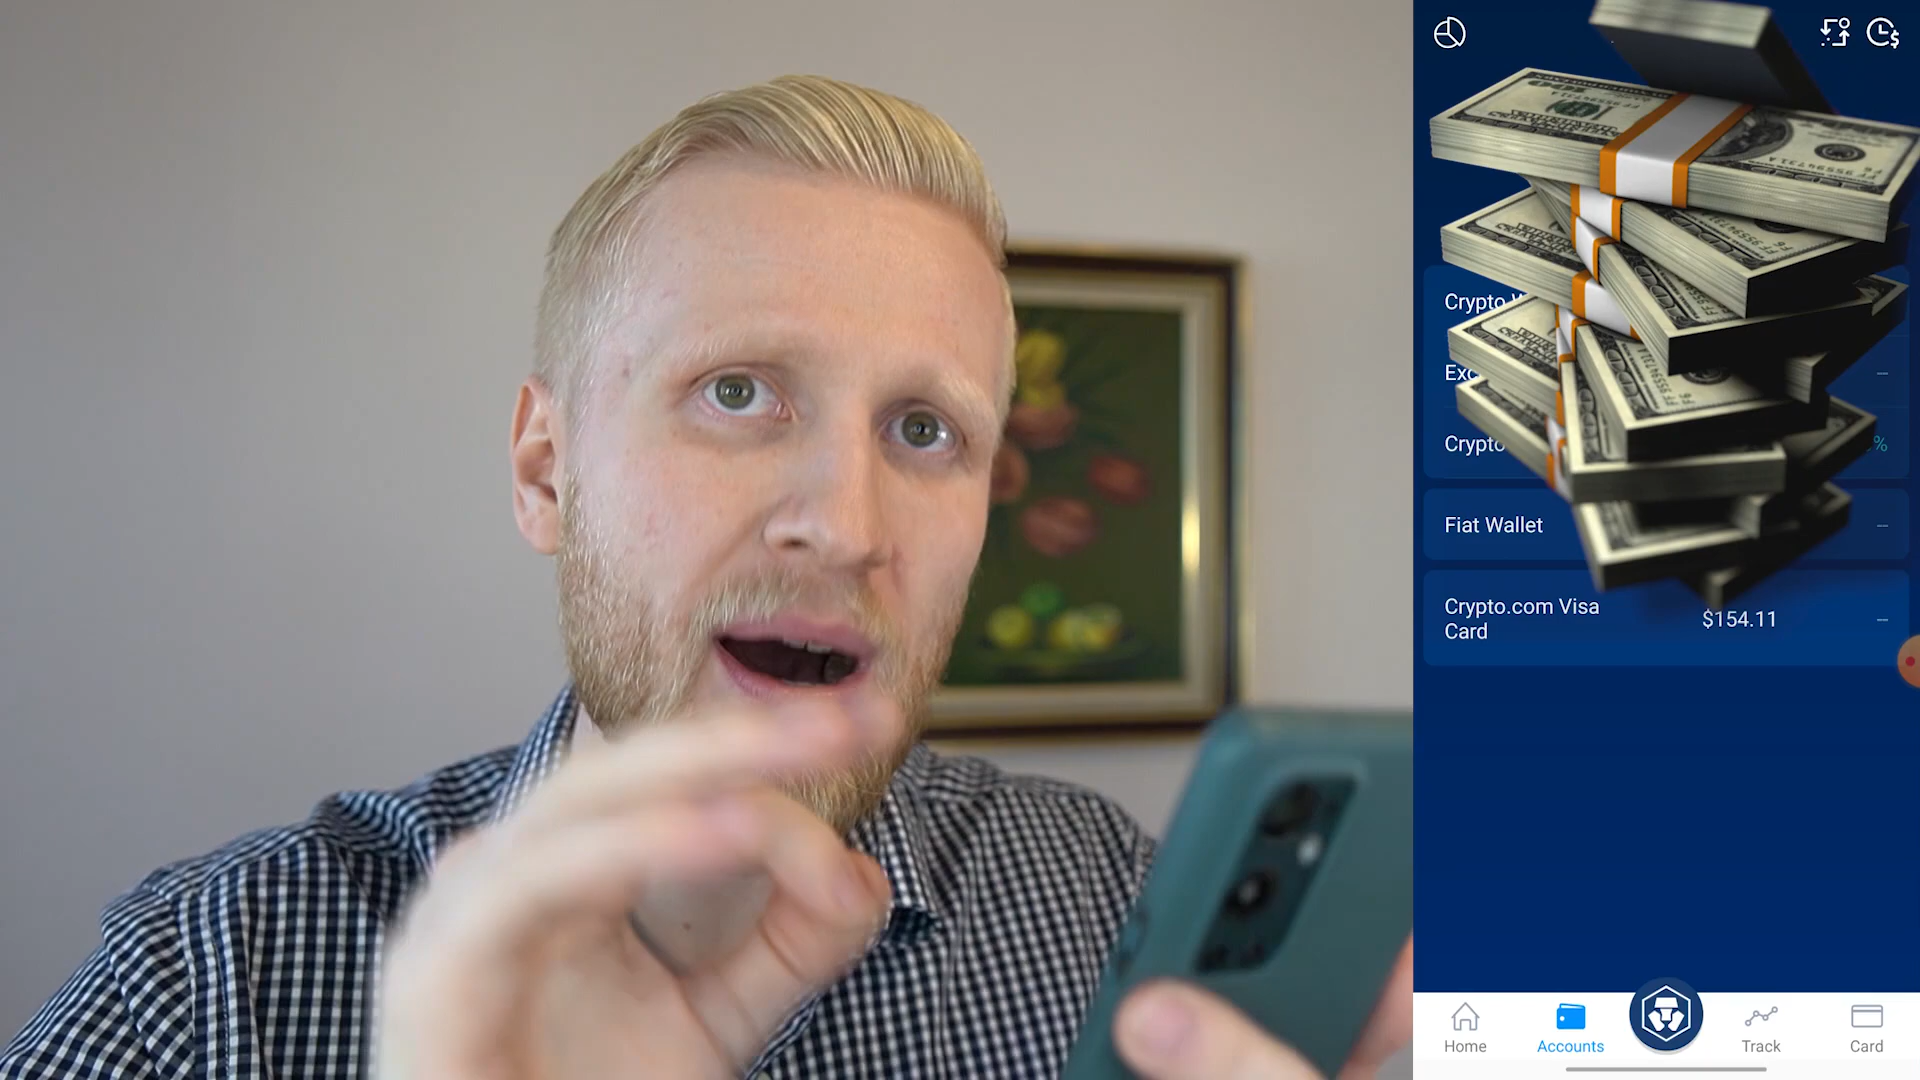 Crypto
Exc
Crypto
%
Fiat Wallet
--
Crypto.com Visa
Card
$154.11
--
Home
Accounts
Track
Card